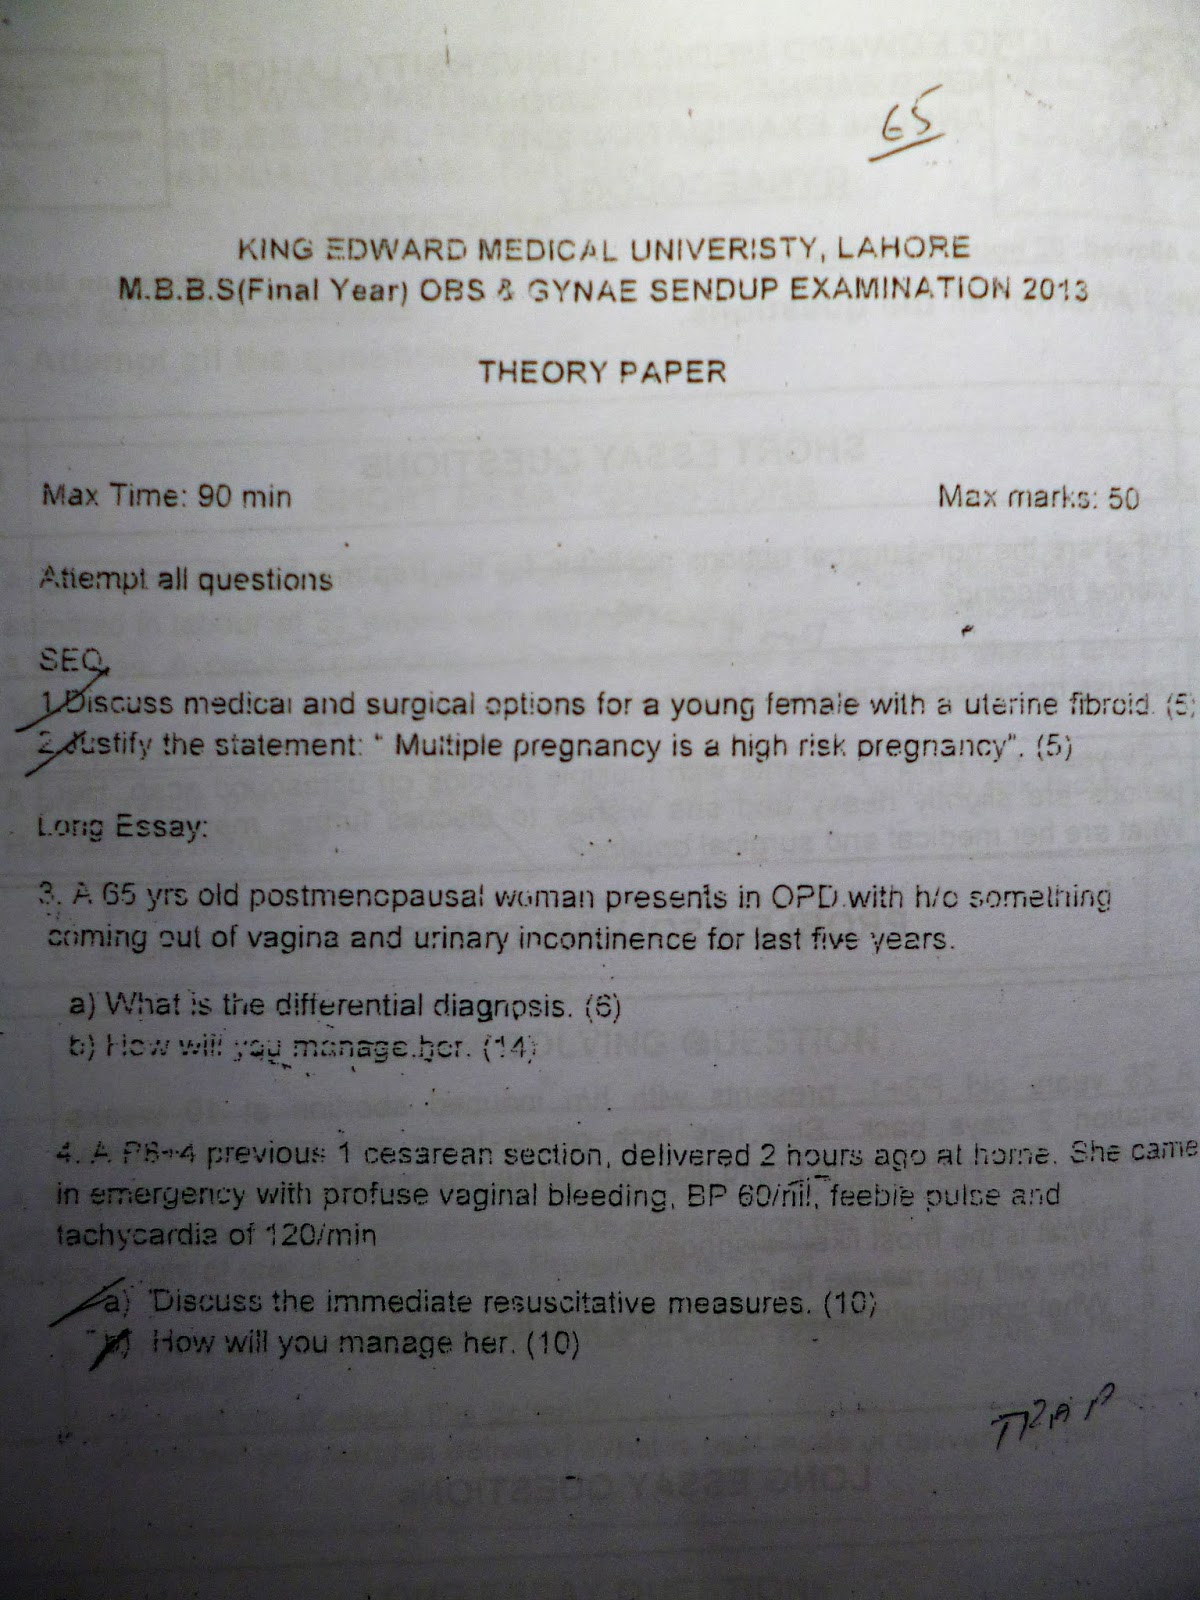 65
KING EDWARD MEDICAL UNIVERISTY, LAHORE
M.B.B.S(Final Year) OBS & GYNAE SENDUP EXAMINATION 2013
THEORY PAPER
Max Time: 90 min Max marks: 50
Attempt all questions
SEQ
1.Discuss medical and surgical options for a young female with a uterine fibroid. (5)
2.Justify the statement: " Multiple pregnancy is a high risk pregnancy". (5)
Long Essay:
3. A 65 yrs old postmenopausal woman presents in OPD with h/o something
coming out of vagina and urinary incontinence for last five years.
a) What is the differential diagnosis. (6)
b) How will you manage her. (14)
4. A P6+4 previous 1 cesarean section, delivered 2 hours ago at home. She came
in emergency with profuse vaginal bleeding, BP 60/nil, feeble pulse and
tachycardia of 120/min
a) Discuss the immediate resuscitative measures. (10)
b) How will you manage her. (10)